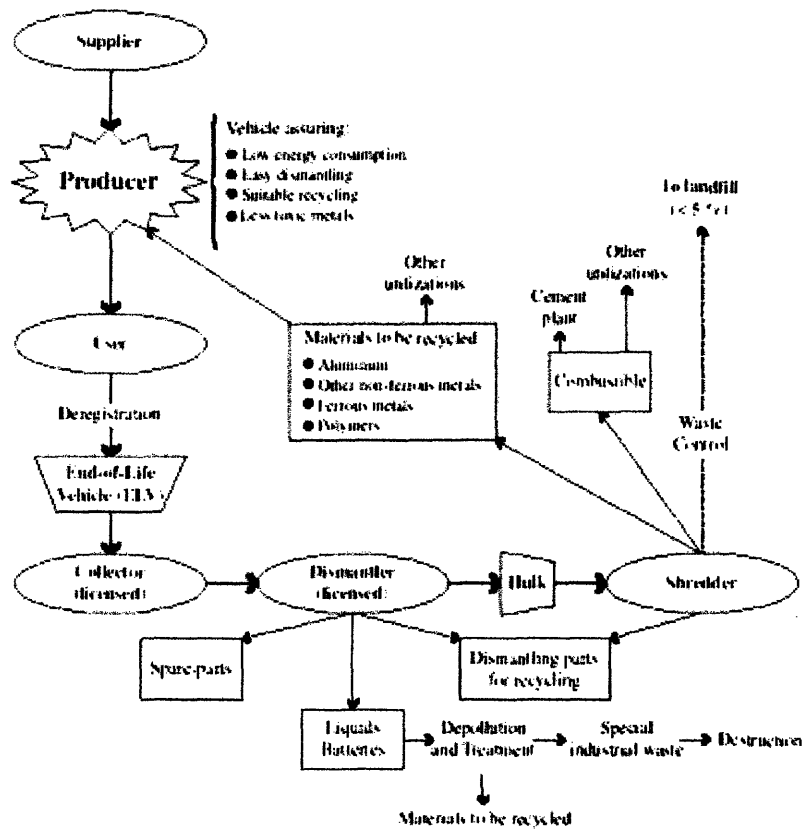 Supplier
Producer
Vehicle assuring:
● Low energy consumption
● Easy dismantling
● Suitable recycling
● Less toxic metals
To landfill
(<5%)
Other
utilizations
Other
utilizations
Cement
plant
User
Materials to be recycled
● Aluminum
● Other non-ferrous metals
● Ferrous metals
● Polymers
Combustible
Waste
Control
Deregistration
End-of-Life
Vehicle (ELV)
Collector
(licensed)
Dismantler
(licensed)
Hulk
Shredder
Spare-parts
Dismantling parts
for recycling
Liquids
Batteries
Depollution
and Treatment
Special
industrial waste
Destruction
Materials to be recycled